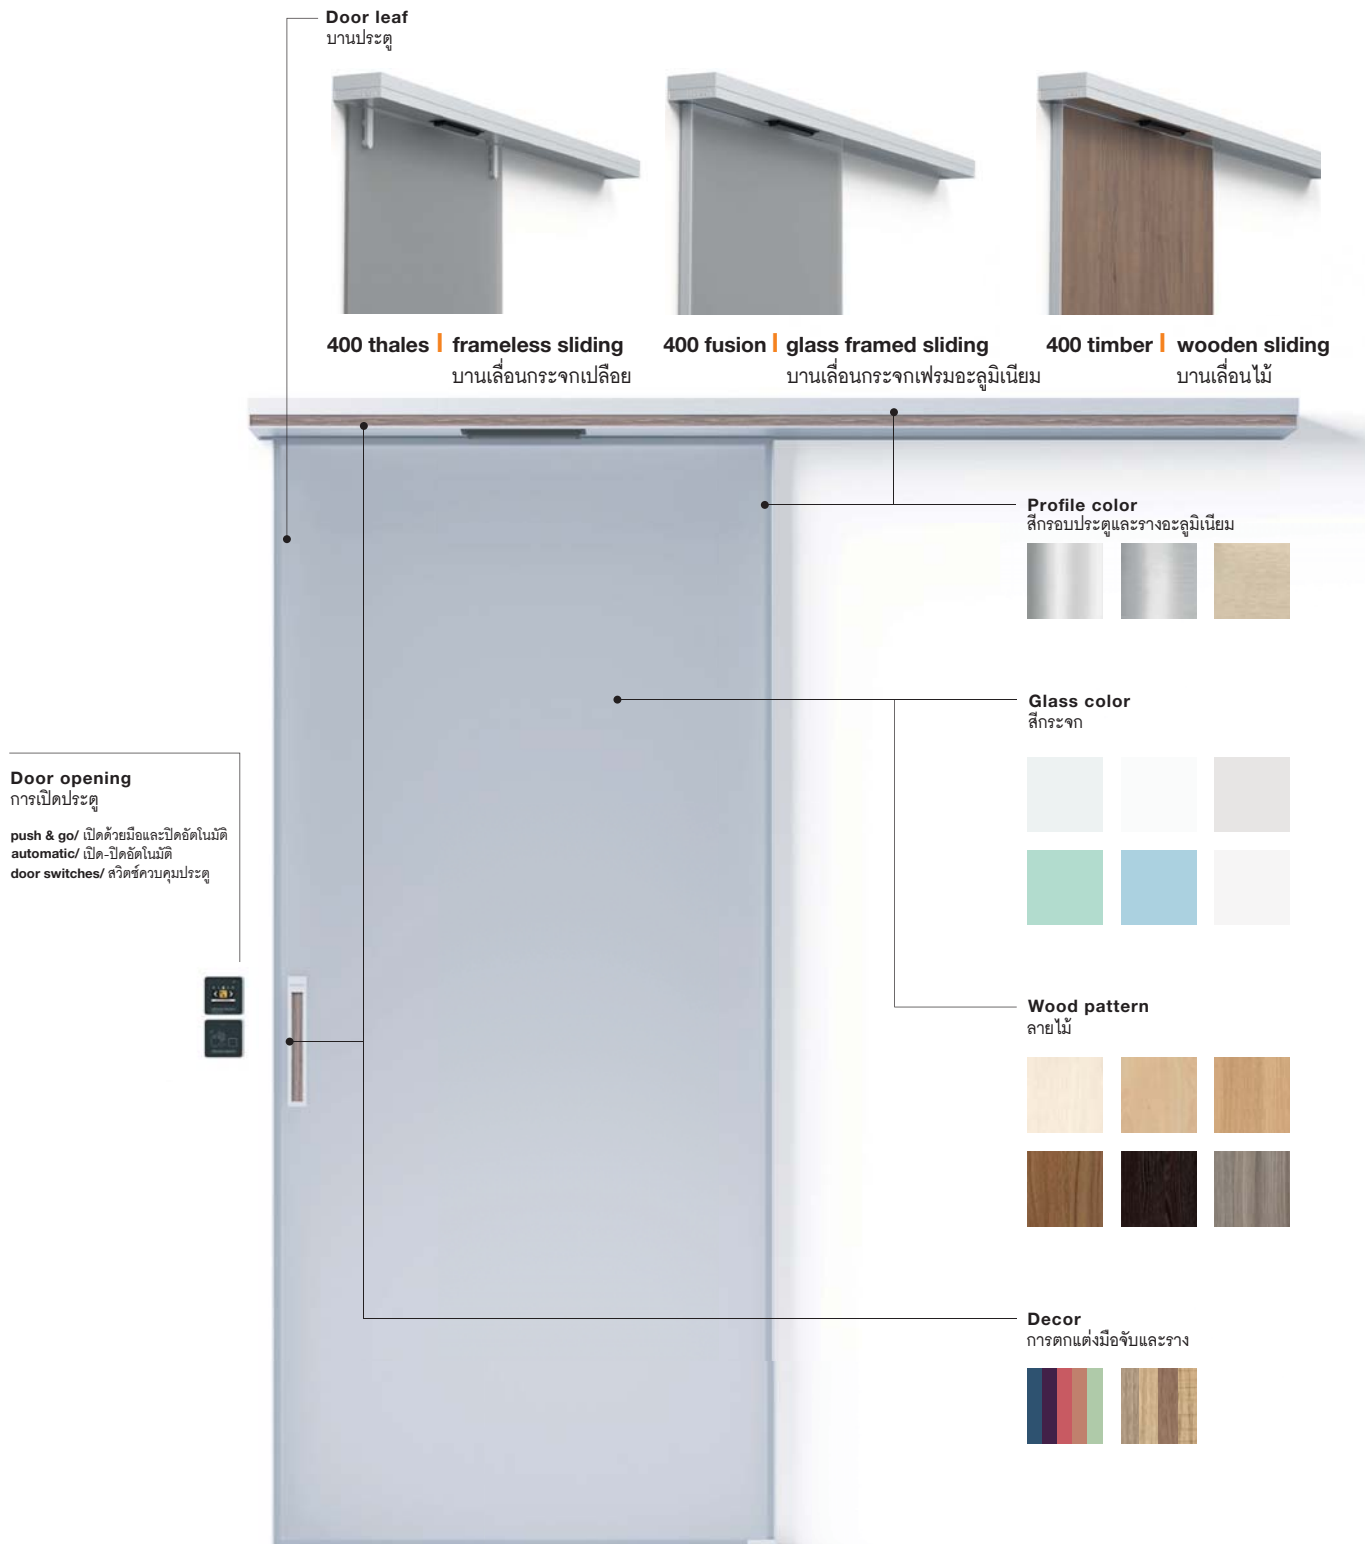 Door leaf
บานประตู
400 thales | frameless sliding
บานเลื่อนกระจกเปลือย
400 fusion | glass framed sliding
บานเลื่อนกระจกเฟรมอะลูมิเนียม
400 timber | wooden sliding
บานเลื่อนไม้
Profile color
สีกรอบประตูและรางอะลูมิเนียม
Glass color
สีกระจก
Door opening
การเปิดประตู
push & go/ เปิดด้วยมือและปิดอัตโนมัติ
automatic/ เปิด-ปิดอัตโนมัติ
door switches/ สวิตช์ควบคุมประตู
Wood pattern
ลายไม้
Decor
การตกแต่งมือจับและราง